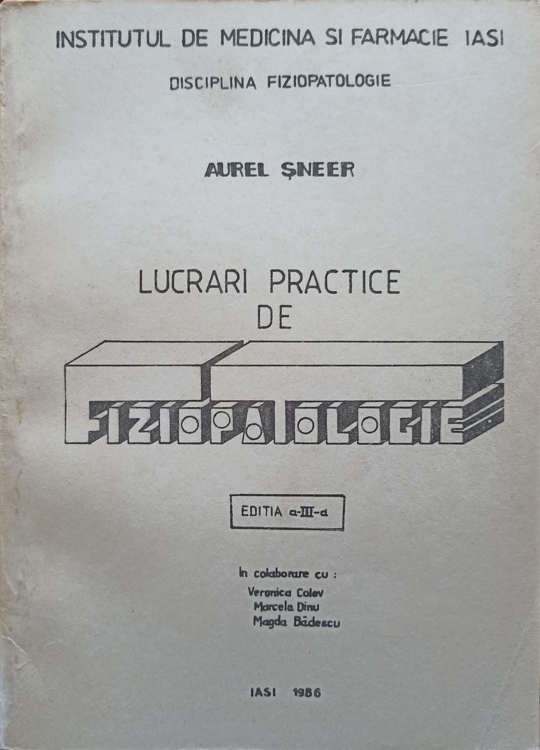 INSTITUTUL DE MEDICINA SI FARMACIE IASI
DISCIPLINA FIZIOPATOLOGIE
AUREL ŞNEER
LUCRARI PRACTICE
DE
FIZIOPATOLOGIE
EDITIA a-III-a
In colaborare cu :
Veronica Colev
Marcela Dinu
Magda Bădescu
IASI 1986